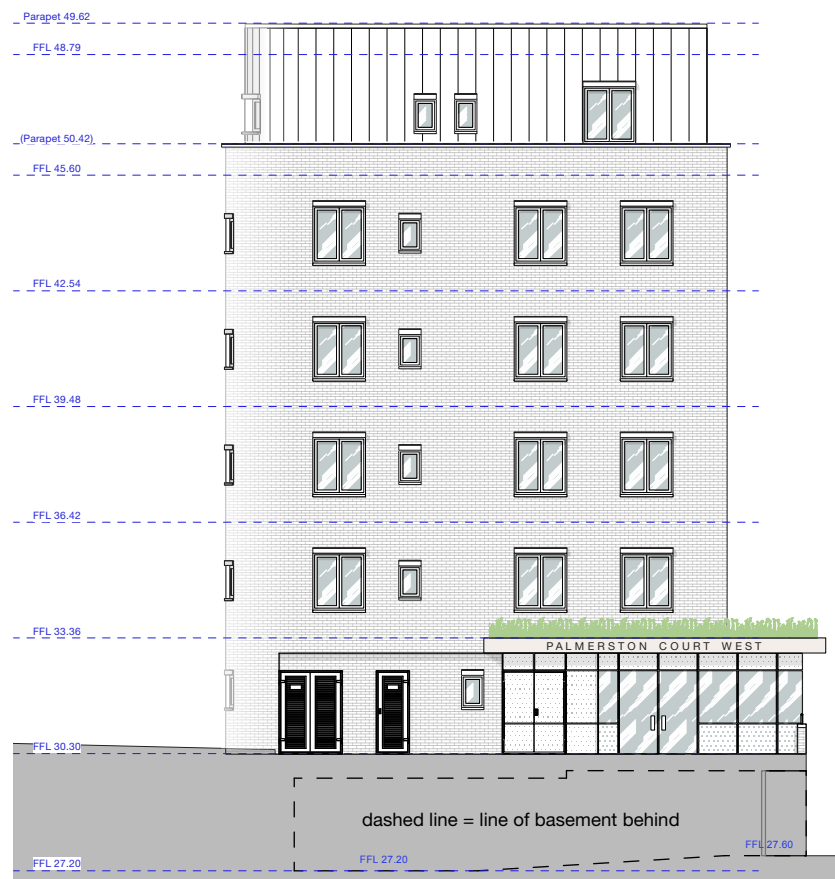 Parapet 49.62
FFL 48.79
(Parapet 50.42)
FFL 45.60
FFL 42.54
FFL 39.48
FFL 36.42
FFL 33.36
PALMERSTON COURT WEST
FFL 30.30
dashed line = line of basement behind
FFL 27.60
FFL 27.20
FFL 27.20